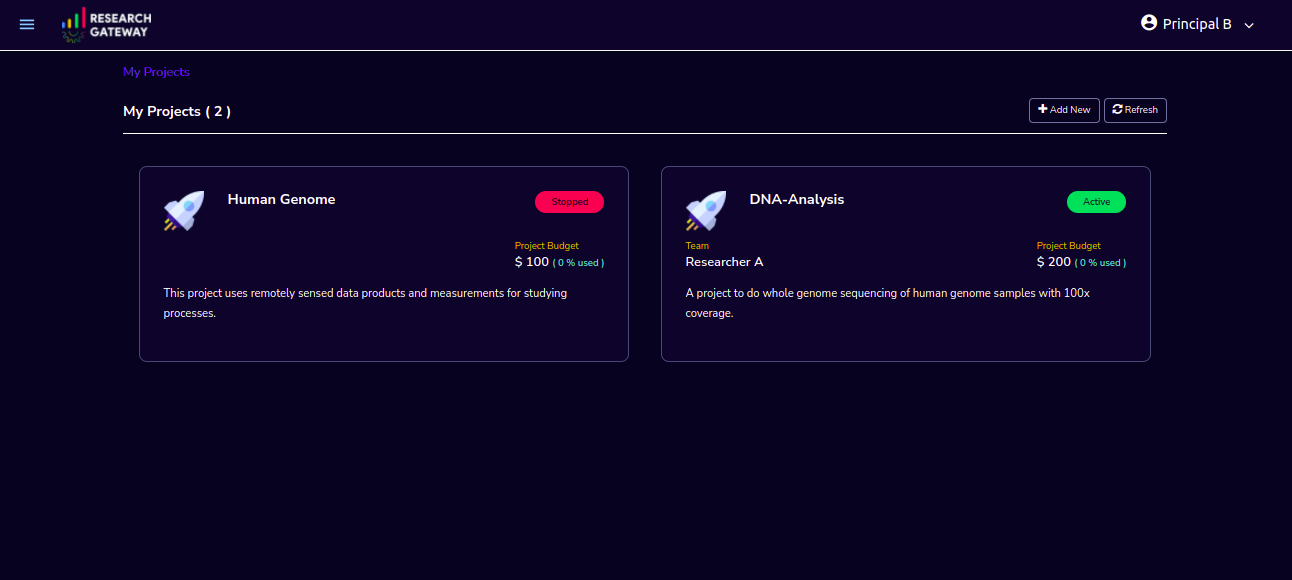 RESEARCH
GATEWAY
Principal B
My Projects
My Projects ( 2 )
Add New
Refresh
Human Genome
Stopped
Project Budget
$ 100 ( 0 % used )
This project uses remotely sensed data products and measurements for studying
processes.
DNA-Analysis
Active
Team
Project Budget
Researcher A
$ 200 ( 0 % used )
A project to do whole genome sequencing of human genome samples with 100x
coverage.